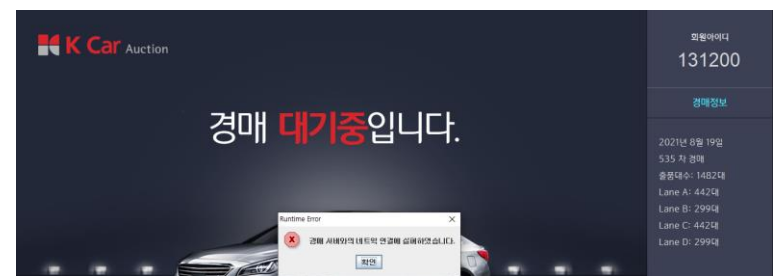 K Car Auction
경매 대기중입니다.
Runtime Error
X
경매 서버와의 네트웍 연결에 실패하였습니다.
확인
회원아이디
131200
경매정보
2021년 8월 19일
535 차 경매
출품대수: 1482대
Lane A: 442대
Lane B: 299대
Lane C: 442대
Lane D: 299대